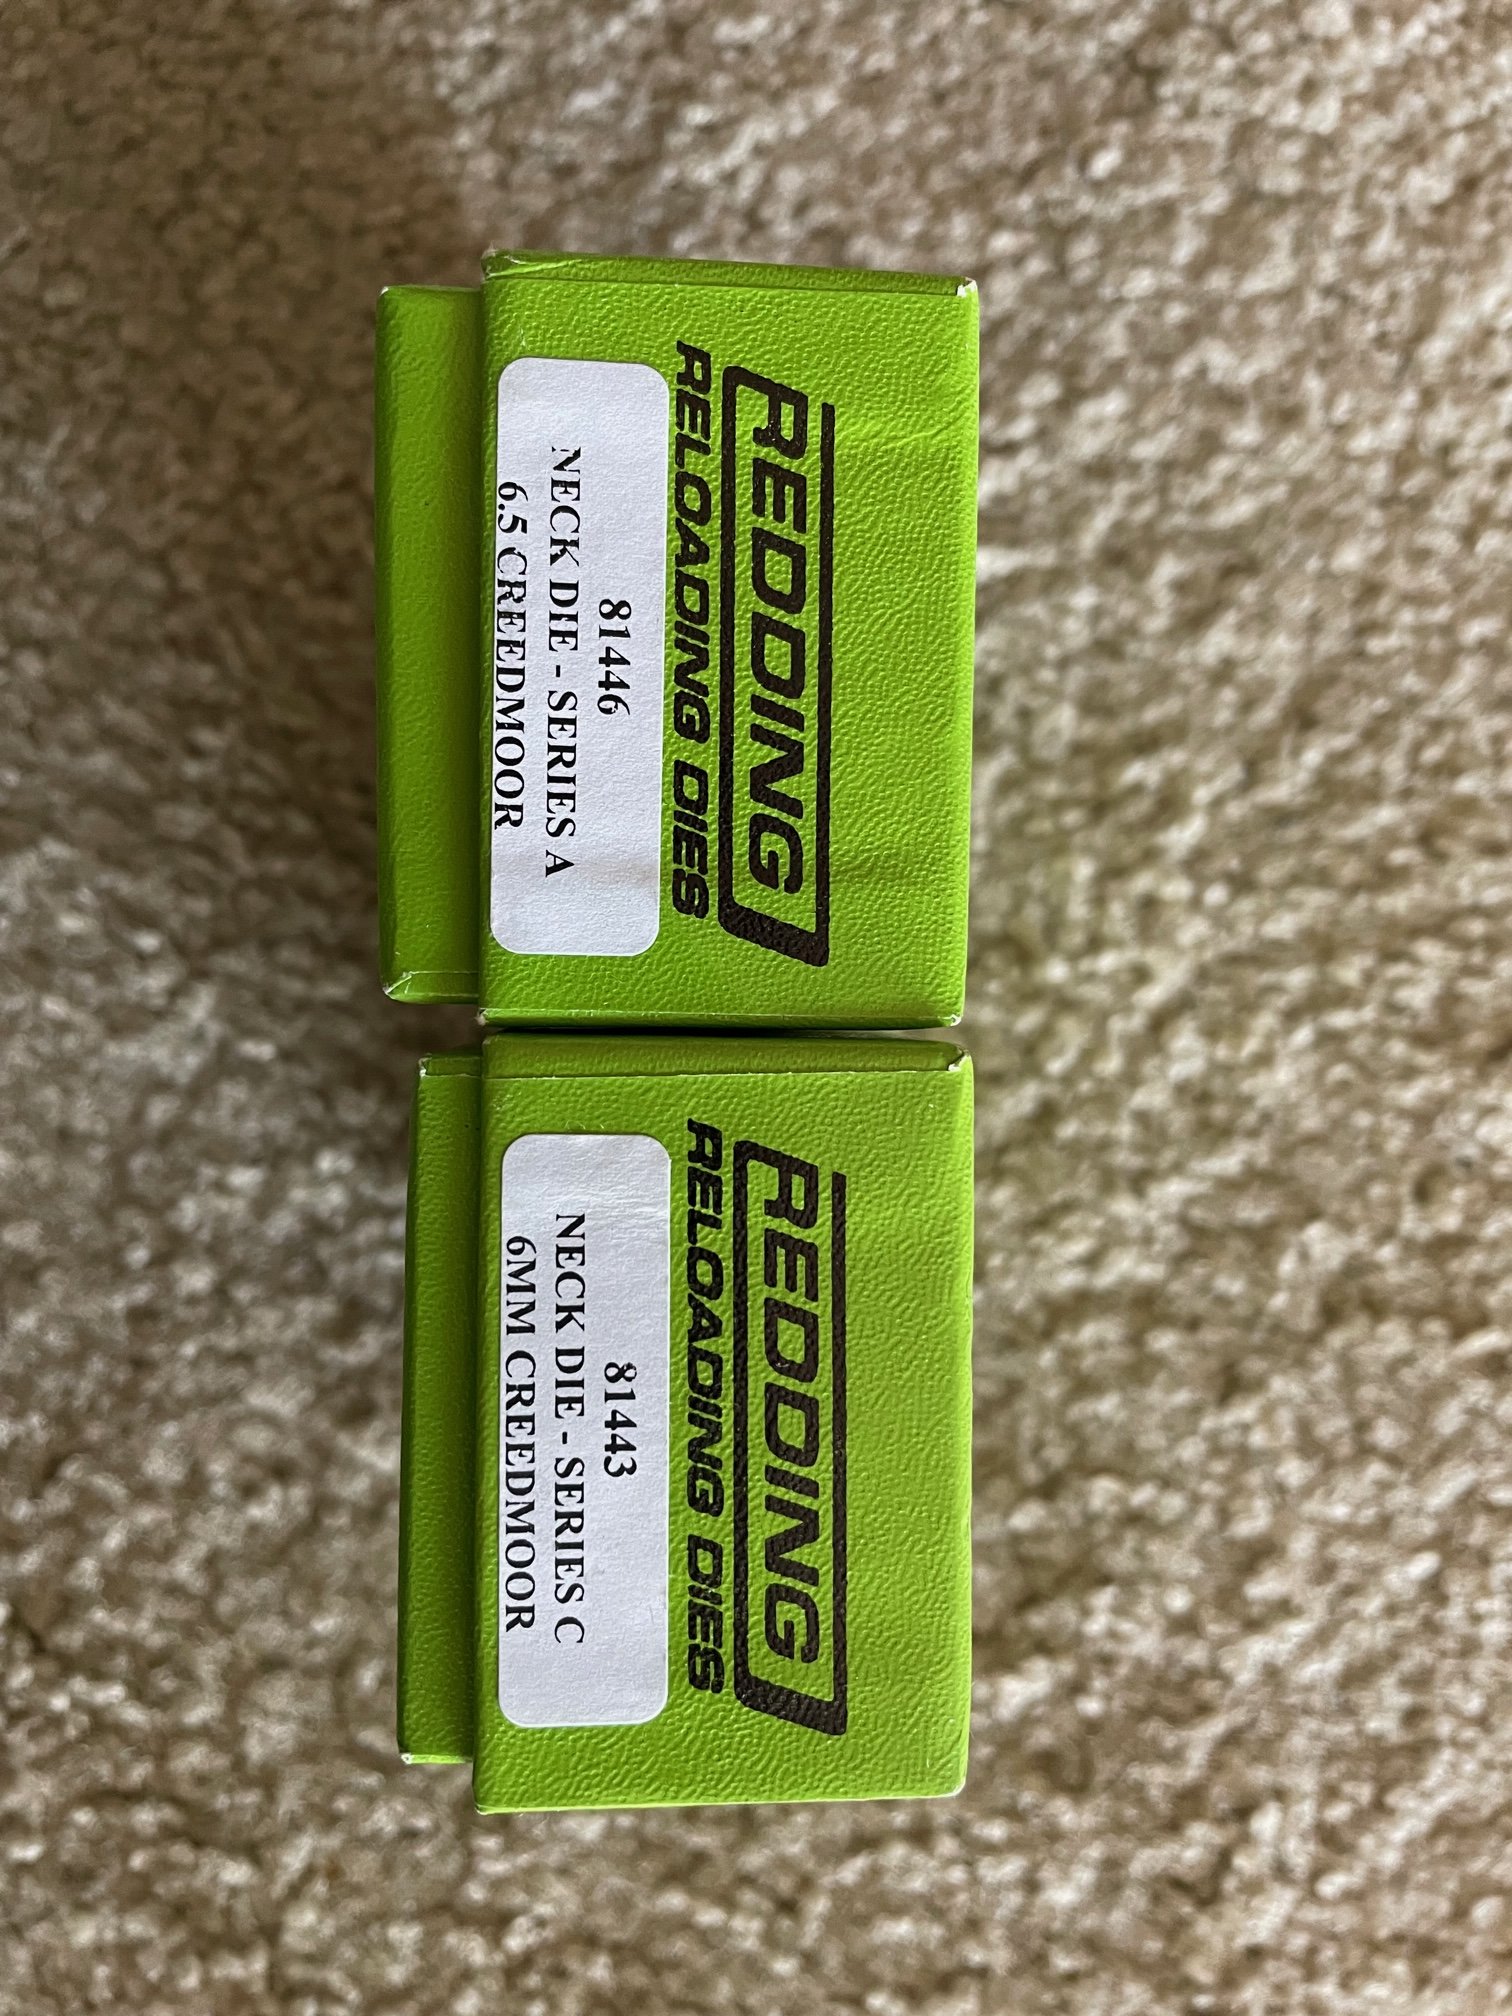 REDDING
RELOADING DIES
81446
NECK DIE - SERIES A
6.5 CREEDMOOR
REDDING
RELOADING DIES
81443
NECK DIE - SERIES C
6MM CREEDMOOR